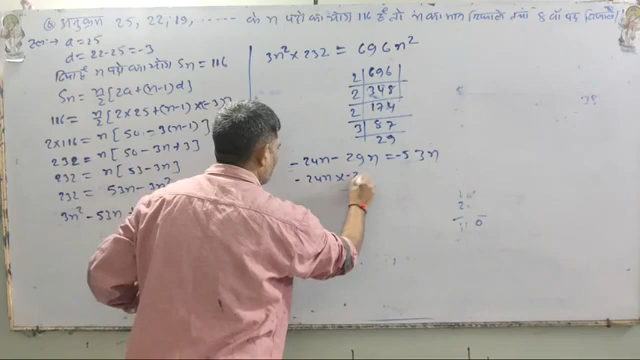 ⑥ अनुक्रम 25, 22, 19, ..... के n पदो का योग 116 है, तो n का मान निकालें तथा 8 वाँ पद निकालें
हल:- a = 25
d = 22-25 = -3
दिया है n पदो का योग Sn = 116
Sn = n/2 [2a+(n-1)d]
116 = n/2 [2×25+(n-1)×(-3)]
2×116 = n[50-3(n-1)]
232 = n[50-3n+3]
232 = n[53-3n]
232 = 53n-3n²
3n²-53n
3n²×232 = 696n²
2 | 696
2 | 348
2 | 174
3 | 87
29
-24n-29n = -53n
-24n×-2